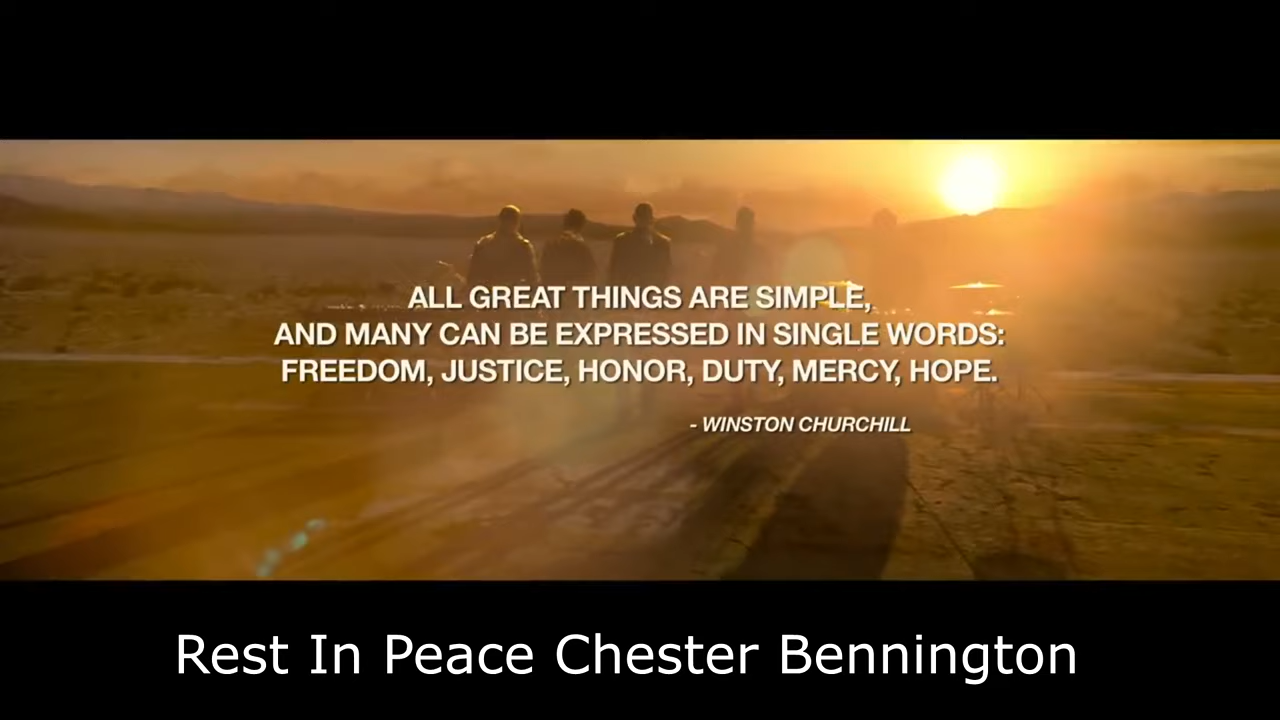 ALL GREAT THINGS ARE SIMPLE,
AND MANY CAN BE EXPRESSED IN SINGLE WORDS:
FREEDOM, JUSTICE, HONOR, DUTY, MERCY, HOPE.
- WINSTON CHURCHILL
Rest In Peace Chester Bennington